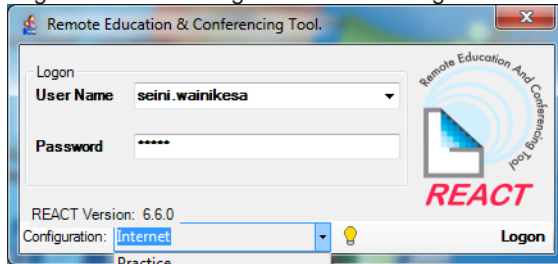 Remote Education & Conferencing Tool.
Logon
User Name seini.wainikesa
Password *****
Remote Education And Conferencing Tool
REACT
REACT Version: 6.6.0
Configuration: Internet
Logon
Practice